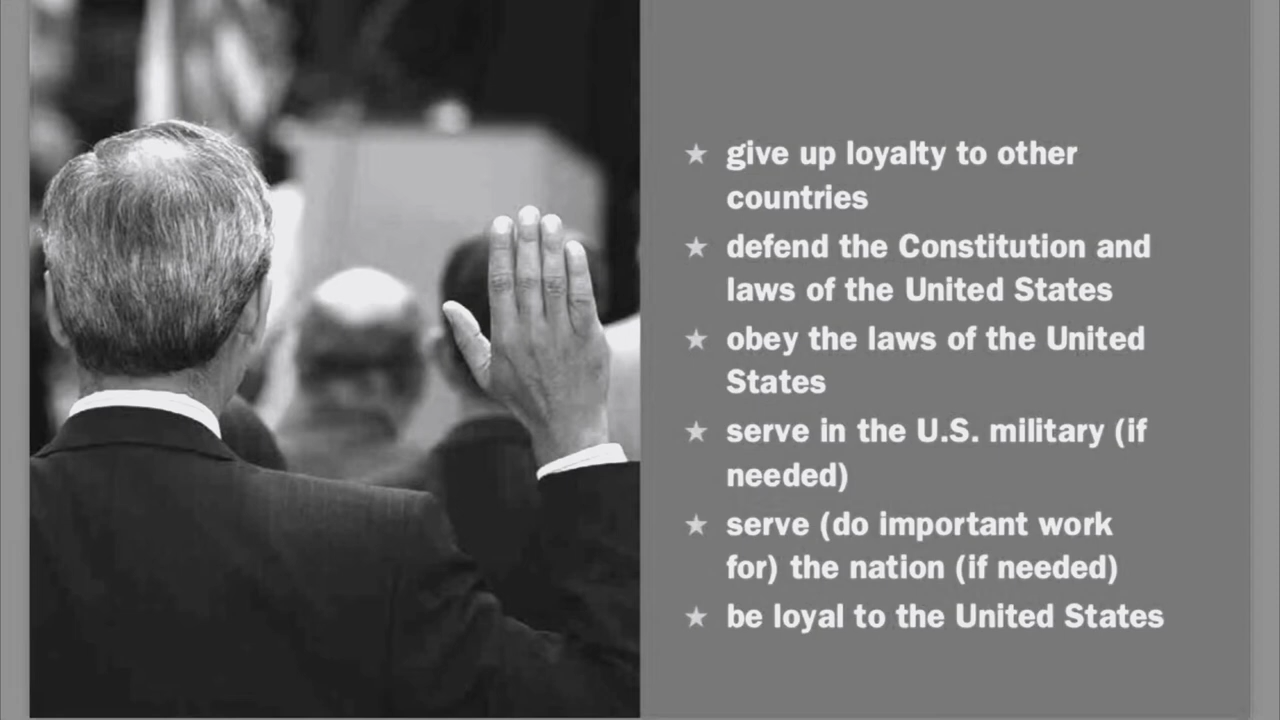 ★ give up loyalty to other
countries
★ defend the Constitution and
laws of the United States
★ obey the laws of the United
States
★ serve in the U.S. military (if
needed)
★ serve (do important work
for) the nation (if needed)
★ be loyal to the United States